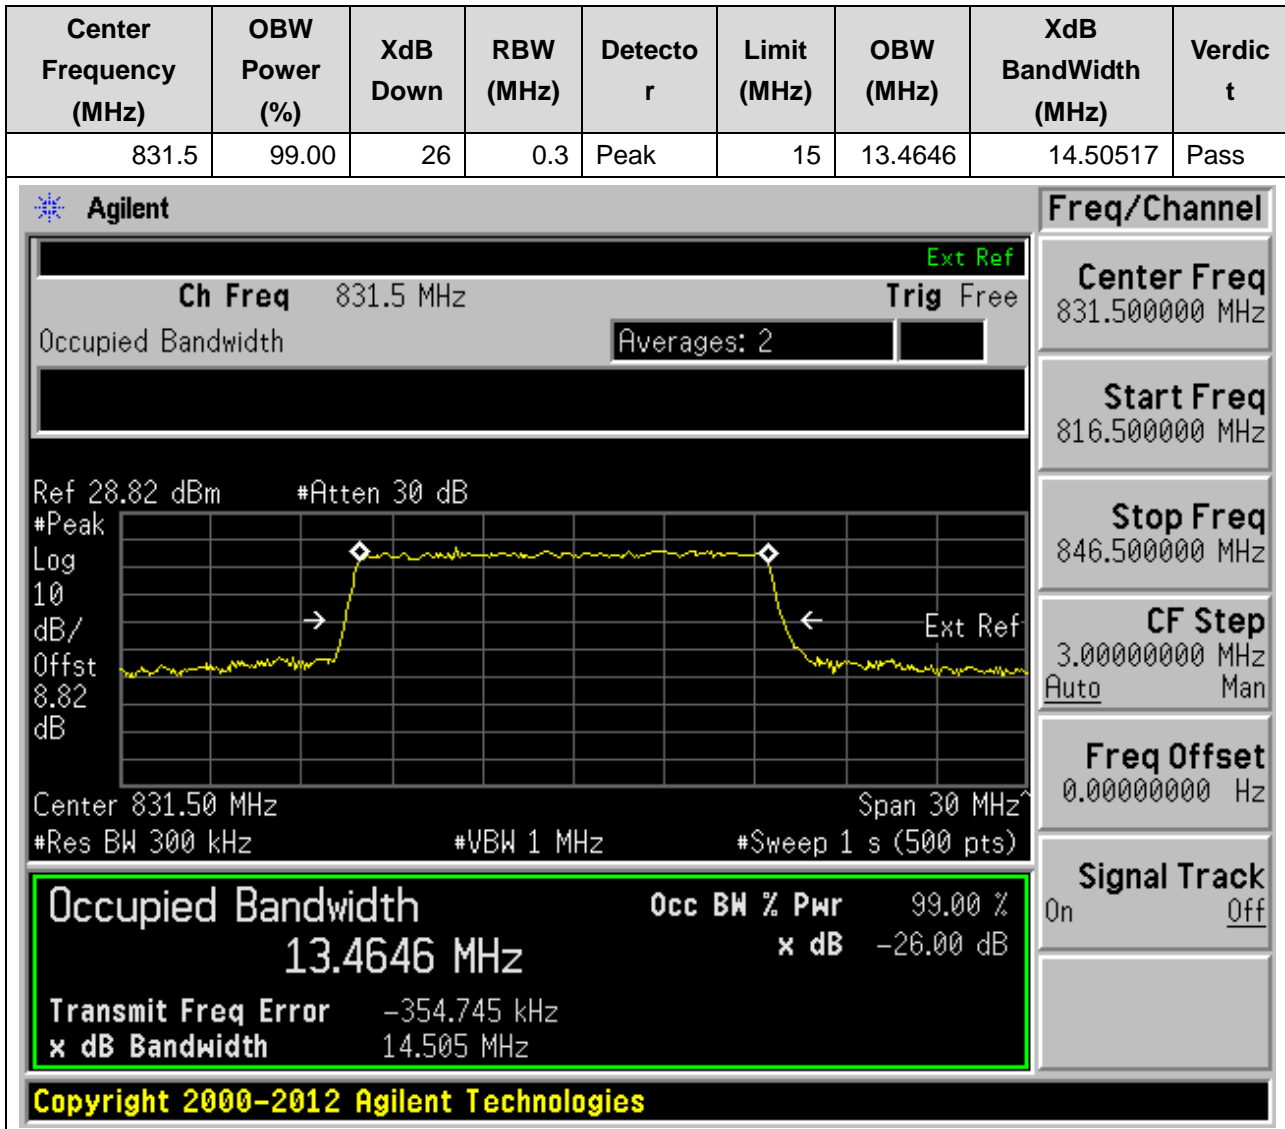 Center Frequency (MHz) OBW Power (%) XdB Down RBW (MHz) Detecto r Limit (MHz) OBW (MHz) XdB BandWidth (MHz) Verdic t
831.5 99.00 26 0.3 Peak 15 13.4646 14.50517 Pass
Agilent
Freq/Channel
Ext Ref
Ch Freq 831.5 MHz Trig Free
Occupied Bandwidth Averages: 2
Ref 28.82 dBm #Atten 30 dB
#Peak
Log
10
dB/
Offst
8.82
dB
Ext Ref
Center 831.50 MHz Span 30 MHz^
#Res BW 300 kHz #VBW 1 MHz #Sweep 1 s (500 pts)
Occupied Bandwidth Occ BW % Pwr 99.00 %
13.4646 MHz x dB -26.00 dB
Transmit Freq Error -354.745 kHz
x dB Bandwidth 14.505 MHz
Center Freq
831.500000 MHz
Start Freq
816.500000 MHz
Stop Freq
846.500000 MHz
CF Step
3.00000000 MHz
Auto Man
Freq Offset
0.00000000 Hz
Signal Track
On Off
Copyright 2000-2012 Agilent Technologies